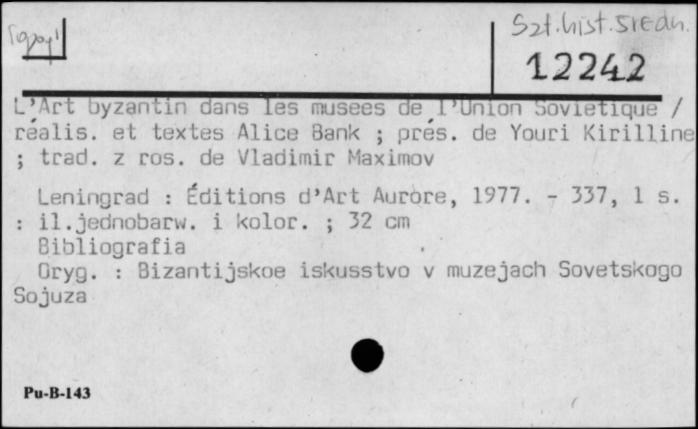 Szt. hist. średn.
12242
L'Art byzantin dans les musées de l'Union Soviétique /
réalis. et textes Alice Bank ; prés. de Youri Kirilline
; trad. z ros. de Vladimir Maximov
Leningrad : Éditions d'Art Aurore, 1977. - 337, 1 s.
: il.jednobarw. i kolor. ; 32 cm
Bibliografia
Oryg. : Bizantijskoe iskusstvo v muzejach Sovetskogo
Sojuza
Pu-B-143